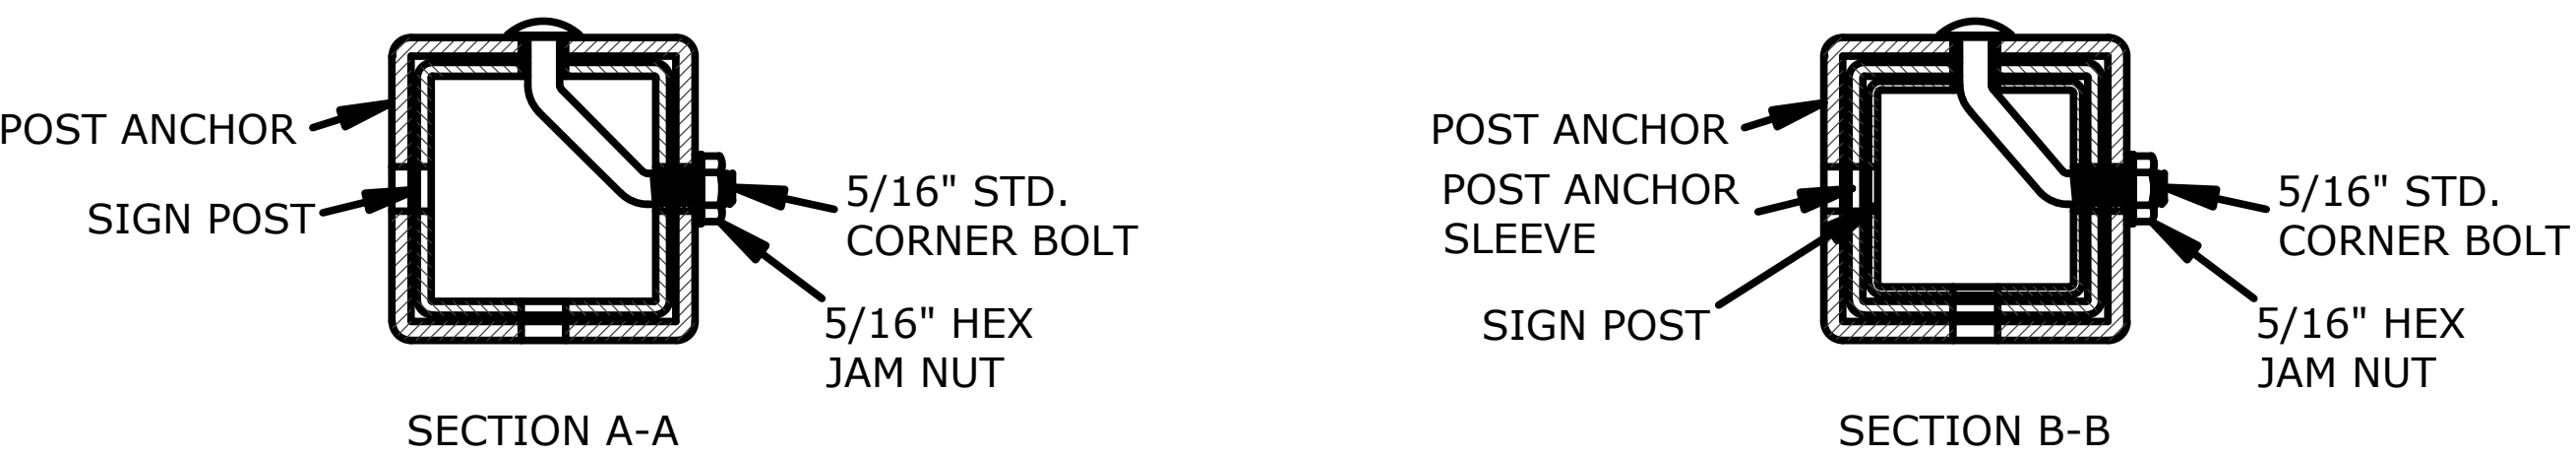 POST ANCHOR
SIGN POST
5/16" STD.
CORNER BOLT
5/16" HEX
JAM NUT
SECTION A-A
POST ANCHOR
POST ANCHOR
SLEEVE
SIGN POST
5/16" STD.
CORNER BOLT
5/16" HEX
JAM NUT
SECTION B-B